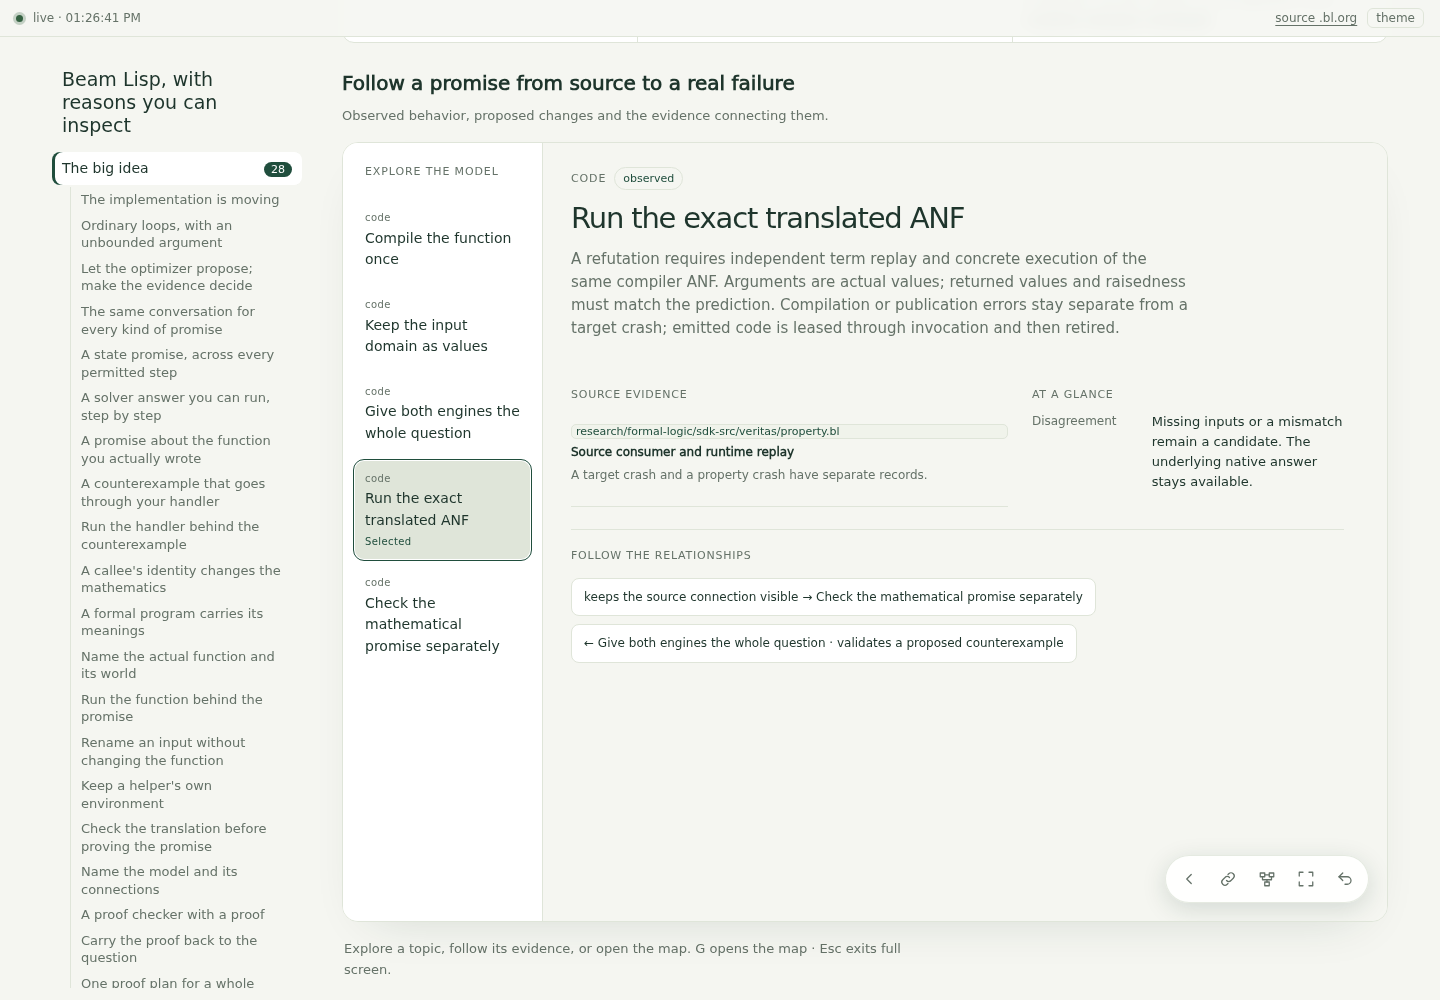 live · 01:26:41 PM
source .bl.org
theme
Beam Lisp, with
reasons you can
inspect
The big idea
28
The implementation is moving
Ordinary loops, with an
unbounded argument
Let the optimizer propose;
make the evidence decide
The same conversation for
every kind of promise
A state promise, across every
permitted step
A solver answer you can run,
step by step
A promise about the function
you actually wrote
A counterexample that goes
through your handler
Run the handler behind the
counterexample
A callee's identity changes the
mathematics
A formal program carries its
meanings
Name the actual function and
its world
Run the function behind the
promise
Rename an input without
changing the function
Keep a helper's own
environment
Check the translation before
proving the promise
Name the model and its
connections
A proof checker with a proof
Carry the proof back to the
question
One proof plan for a whole
Follow a promise from source to a real failure
Observed behavior, proposed changes and the evidence connecting them.
EXPLORE THE MODEL
code
Compile the function
once
code
Keep the input
domain as values
code
Give both engines the
whole question
code
Run the exact
translated ANF
Selected
code
Check the
mathematical
promise separately
CODE
observed
Run the exact translated ANF
A refutation requires independent term replay and concrete execution of the
same compiler ANF. Arguments are actual values; returned values and raisedness
must match the prediction. Compilation or publication errors stay separate from a
target crash; emitted code is leased through invocation and then retired.
SOURCE EVIDENCE
research/formal-logic/sdk-src/veritas/property.bl
Source consumer and runtime replay
A target crash and a property crash have separate records.
AT A GLANCE
Disagreement
Missing inputs or a mismatch
remain a candidate. The
underlying native answer
stays available.
FOLLOW THE RELATIONSHIPS
keeps the source connection visible → Check the mathematical promise separately
← Give both engines the whole question · validates a proposed counterexample
Explore a topic, follow its evidence, or open the map. G opens the map · Esc exits full
screen.